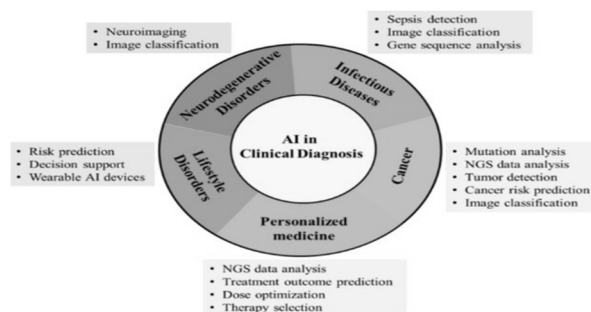 • Neuroimaging
• Image classification
• Sepsis detection
• Image classification
• Gene sequence analysis
Neurodegenerative
Disorders
Infectious
Diseases
AI in
Clinical Diagnosis
• Risk prediction
• Decision support
• Wearable AI devices
Lifestyle
Disorders
Cancer
• Mutation analysis
• NGS data analysis
• Tumor detection
• Cancer risk prediction
• Image classification
Personalized
medicine
• NGS data analysis
• Treatment outcome prediction
• Dose optimization
• Therapy selection